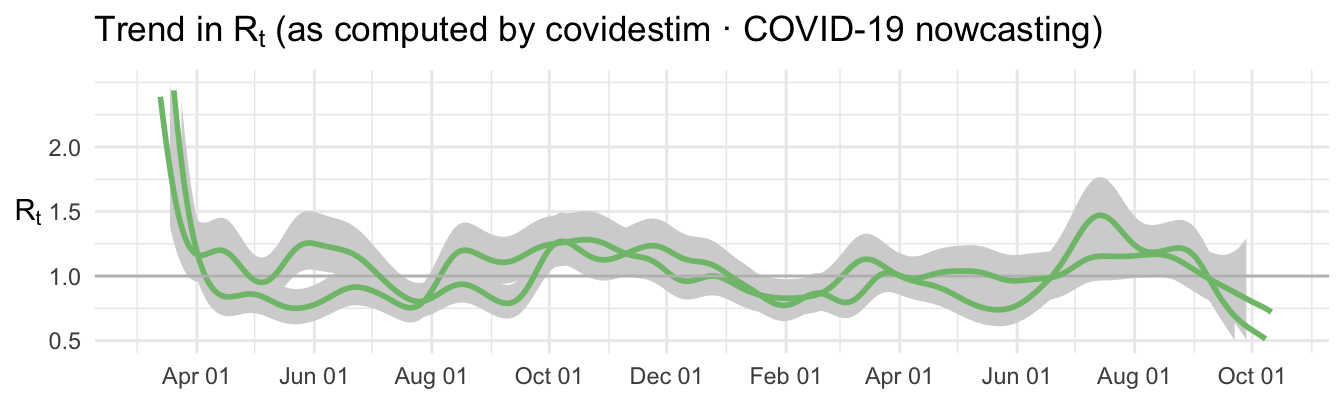 Trend in Rt (as computed by covidestim · COVID-19 nowcasting)
2.0
Rt 1.5
1.0
0.5
Apr 01 Jun 01 Aug 01 Oct 01 Dec 01 Feb 01 Apr 01 Jun 01 Aug 01 Oct 01